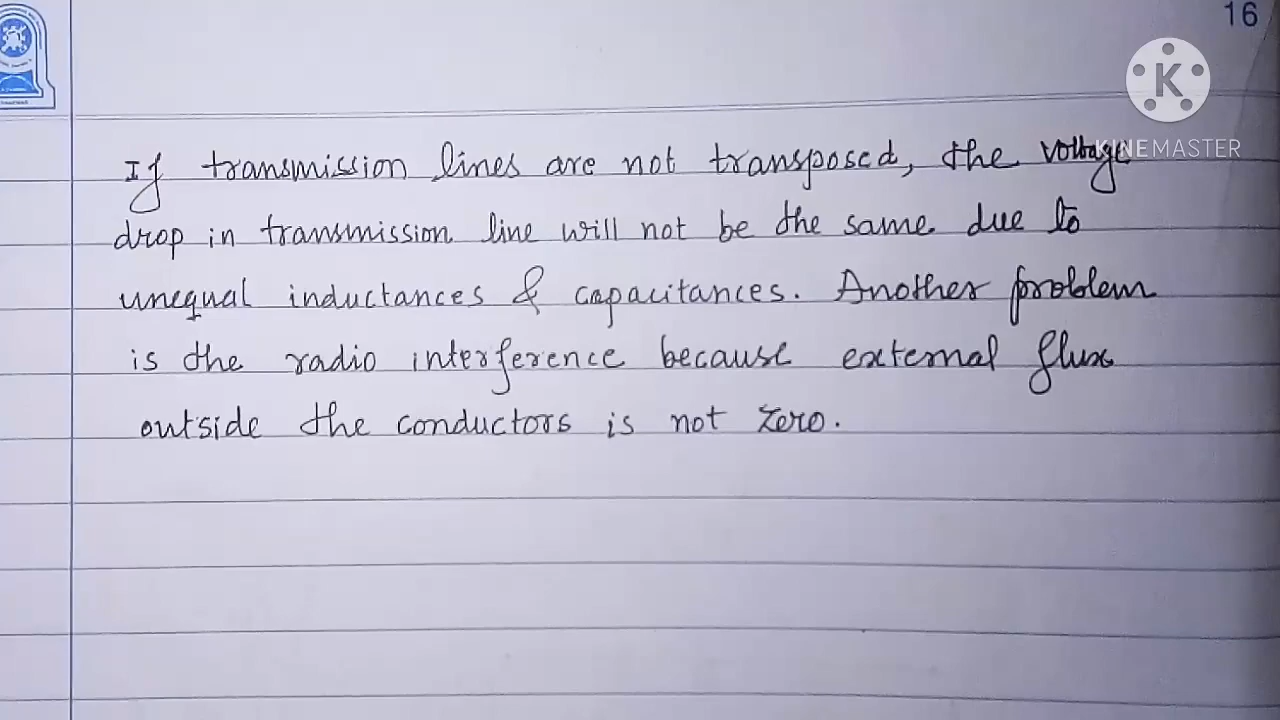 16
K
KINEMASTER
If transmission lines are not transposed, the voltage
drop in transmission line will not be the same due to
unequal inductances & capacitances. Another problem
is the radio interference because external flux
outside the conductors is not zero.